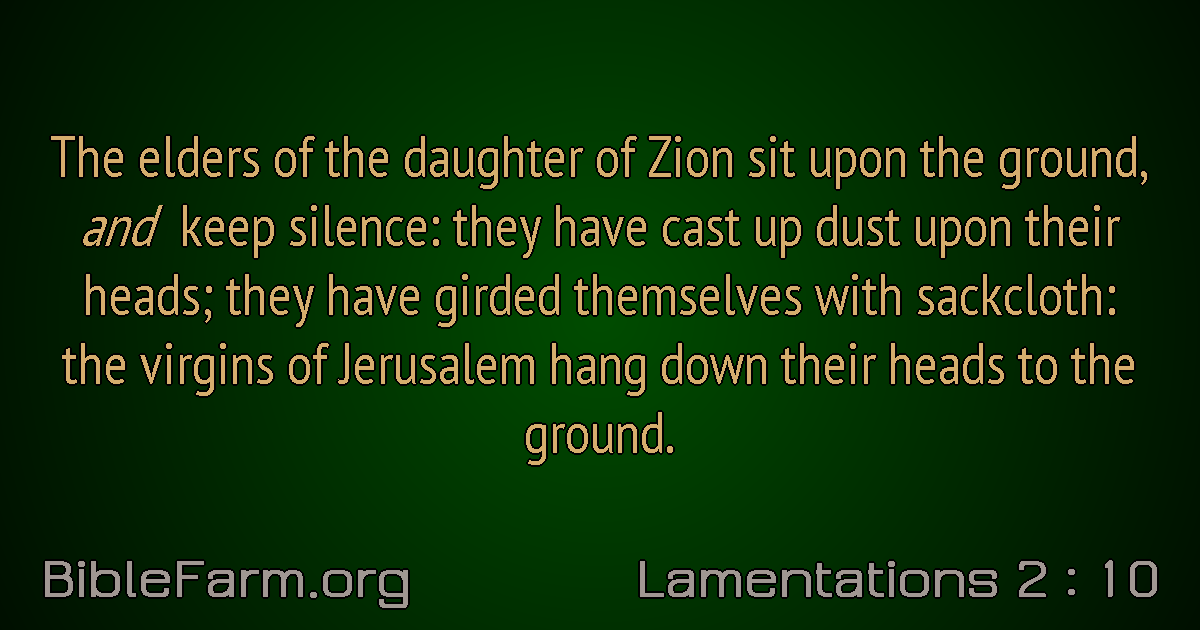 The elders of the daughter of Zion sit upon the ground,
and keep silence: they have cast up dust upon their
heads; they have girded themselves with sackcloth:
the virgins of Jerusalem hang down their heads to the
ground.
BibleFarm.org
Lamentations 2 : 10